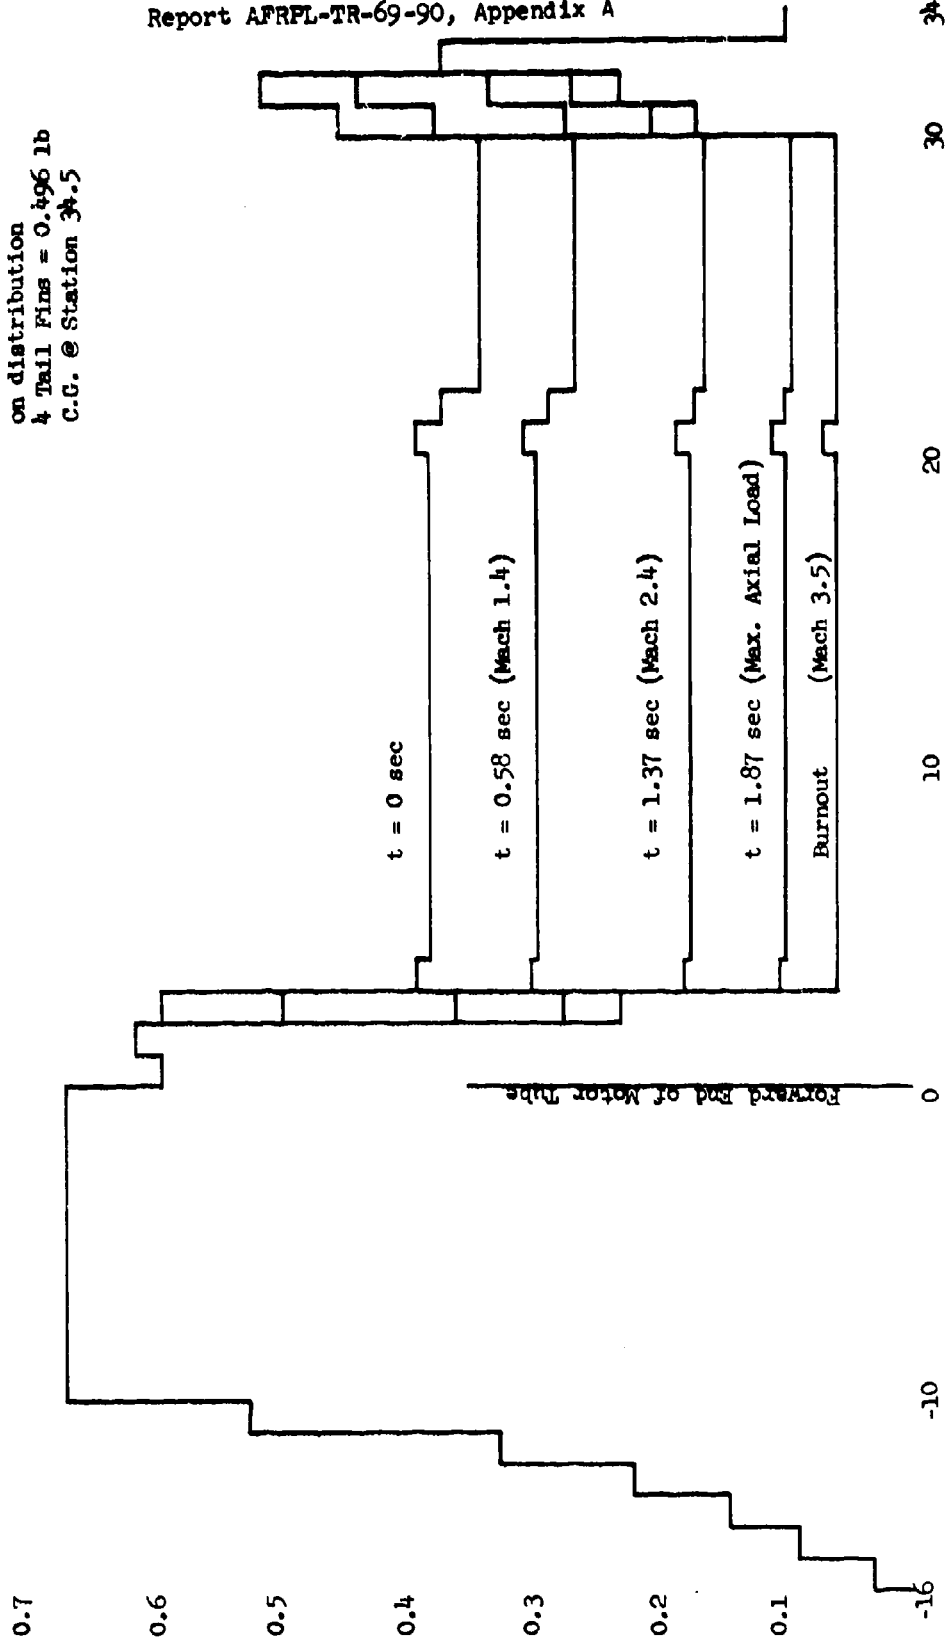 Report AFRPL-TR-69-90, Appendix A
on distribution
4 Tail Fins = 0.496 lb
C.G. @ Station 34.5
0.7
0.6
0.5
0.4
0.3
0.2
0.1
t = 0 sec
t = 0.58 sec (Mach 1.4)
t = 1.37 sec (Mach 2.4)
t = 1.87 sec (Max. Axial Load)
Burnout (Mach 3.5)
Forward End of Motor Tube
-16
-10
0
10
20
30
34